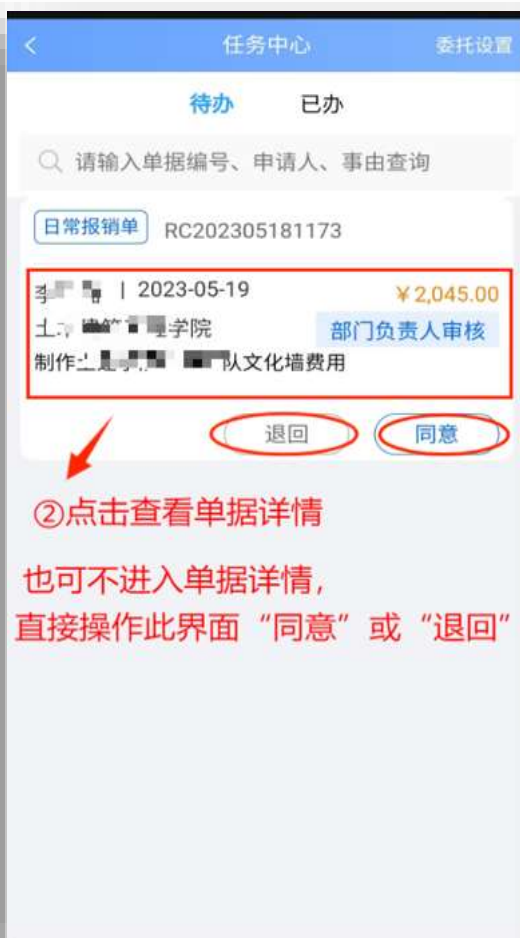 任务中心 委托设置
待办 已办
请输入单据编号、申请人、事由查询
日常报销单 RC202305181173
李 | 2023-05-19 ¥2,045.00
学院 部门负责人审核
制作 队文化墙费用
退回 同意
②点击查看单据详情
也可不进入单据详情，
直接操作此界面“同意”或“退回”